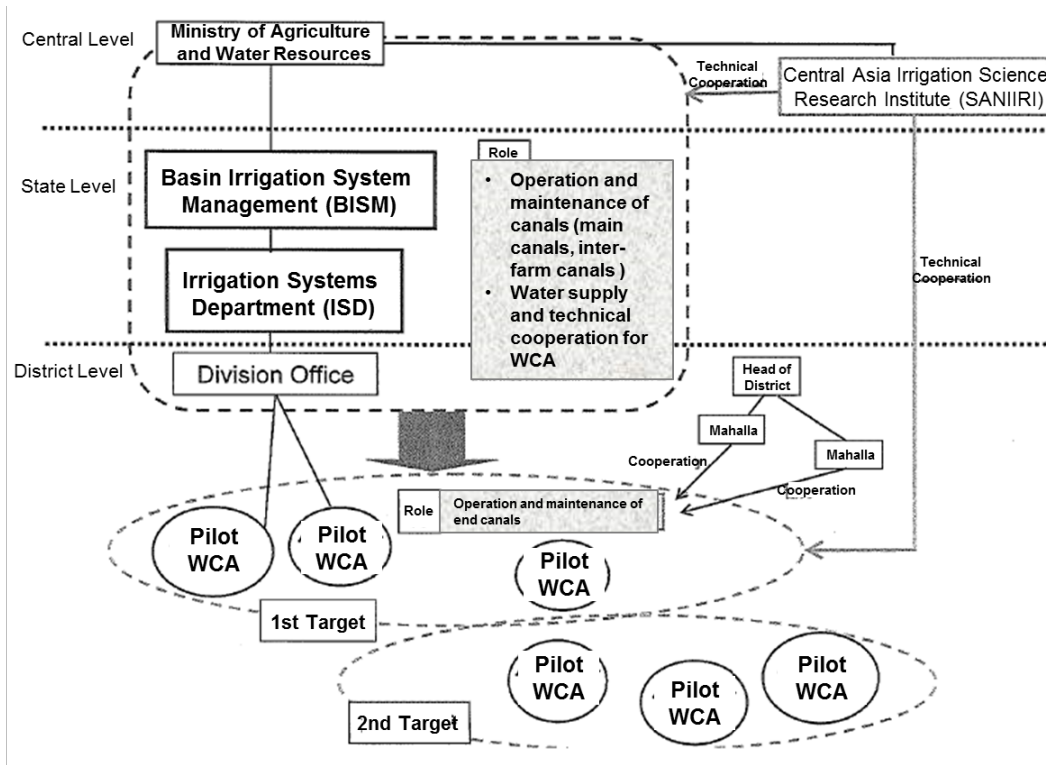 Central Level
Ministry of Agriculture
and Water Resources
Technical
Cooperation
Central Asia Irrigation Science
Research Institute (SANIIRI)
State Level
Basin Irrigation System
Management (BISM)
Irrigation Systems
Department (ISD)
Role
• Operation and
maintenance of
canals (main
canals, inter-
farm canals )
• Water supply
and technical
cooperation for
WCA
Technical
Cooperation
District Level
Division Office
Head of
District
Mahalla
Mahalla
Cooperation
Cooperation
Role
Operation and maintenance of
end canals
Pilot
WCA
Pilot
WCA
Pilot
WCA
1st Target
Pilot
WCA
Pilot
WCA
Pilot
WCA
2nd Target